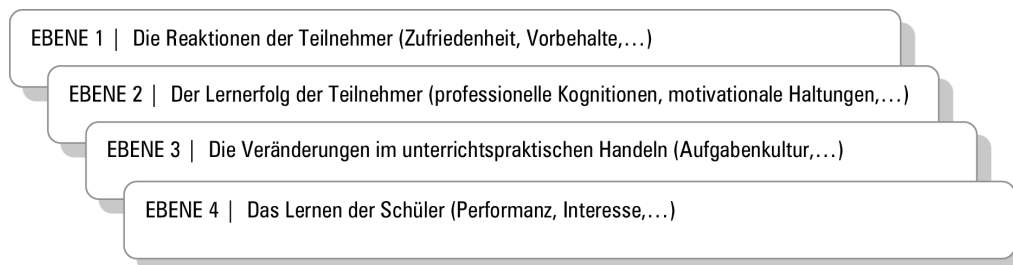 EBENE 1 | Die Reaktionen der Teilnehmer (Zufriedenheit, Vorbehalte,…)
EBENE 2 | Der Lernerfolg der Teilnehmer (professionelle Kognitionen, motivationale Haltungen,…)
EBENE 3 | Die Veränderungen im unterrichtspraktischen Handeln (Aufgabenkultur,…)
EBENE 4 | Das Lernen der Schüler (Performanz, Interesse,…)